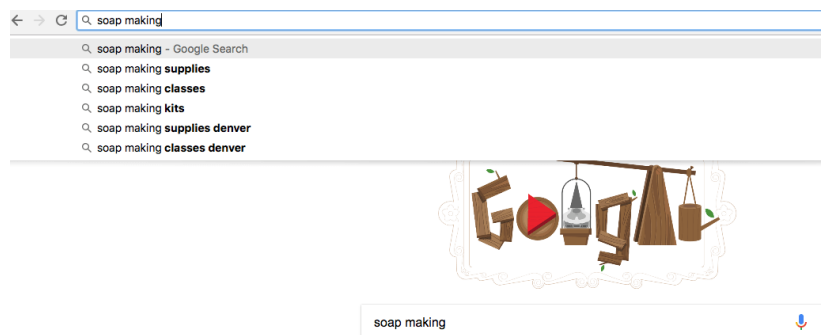 soap making
soap making - Google Search
soap making supplies
soap making classes
soap making kits
soap making supplies denver
soap making classes denver
soap making